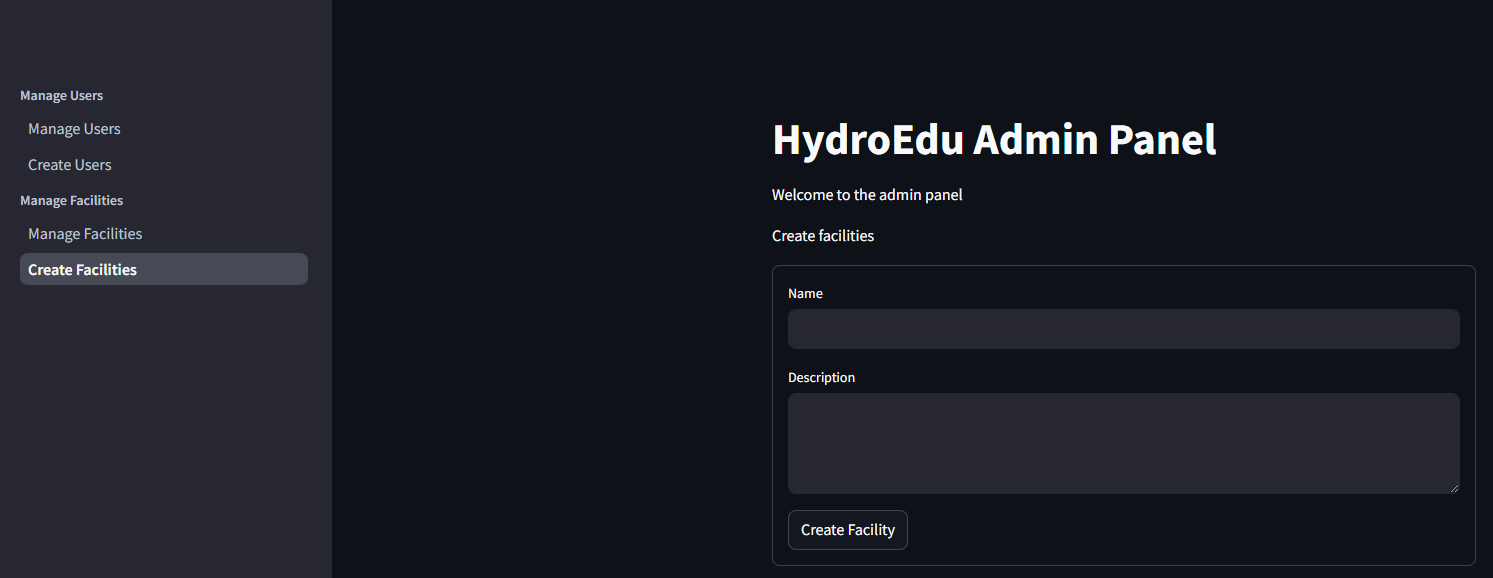 Manage Users
Manage Users
Create Users
Manage Facilities
Manage Facilities
Create Facilities
HydroEdu Admin Panel
Welcome to the admin panel
Create facilities
Name
Description
Create Facility